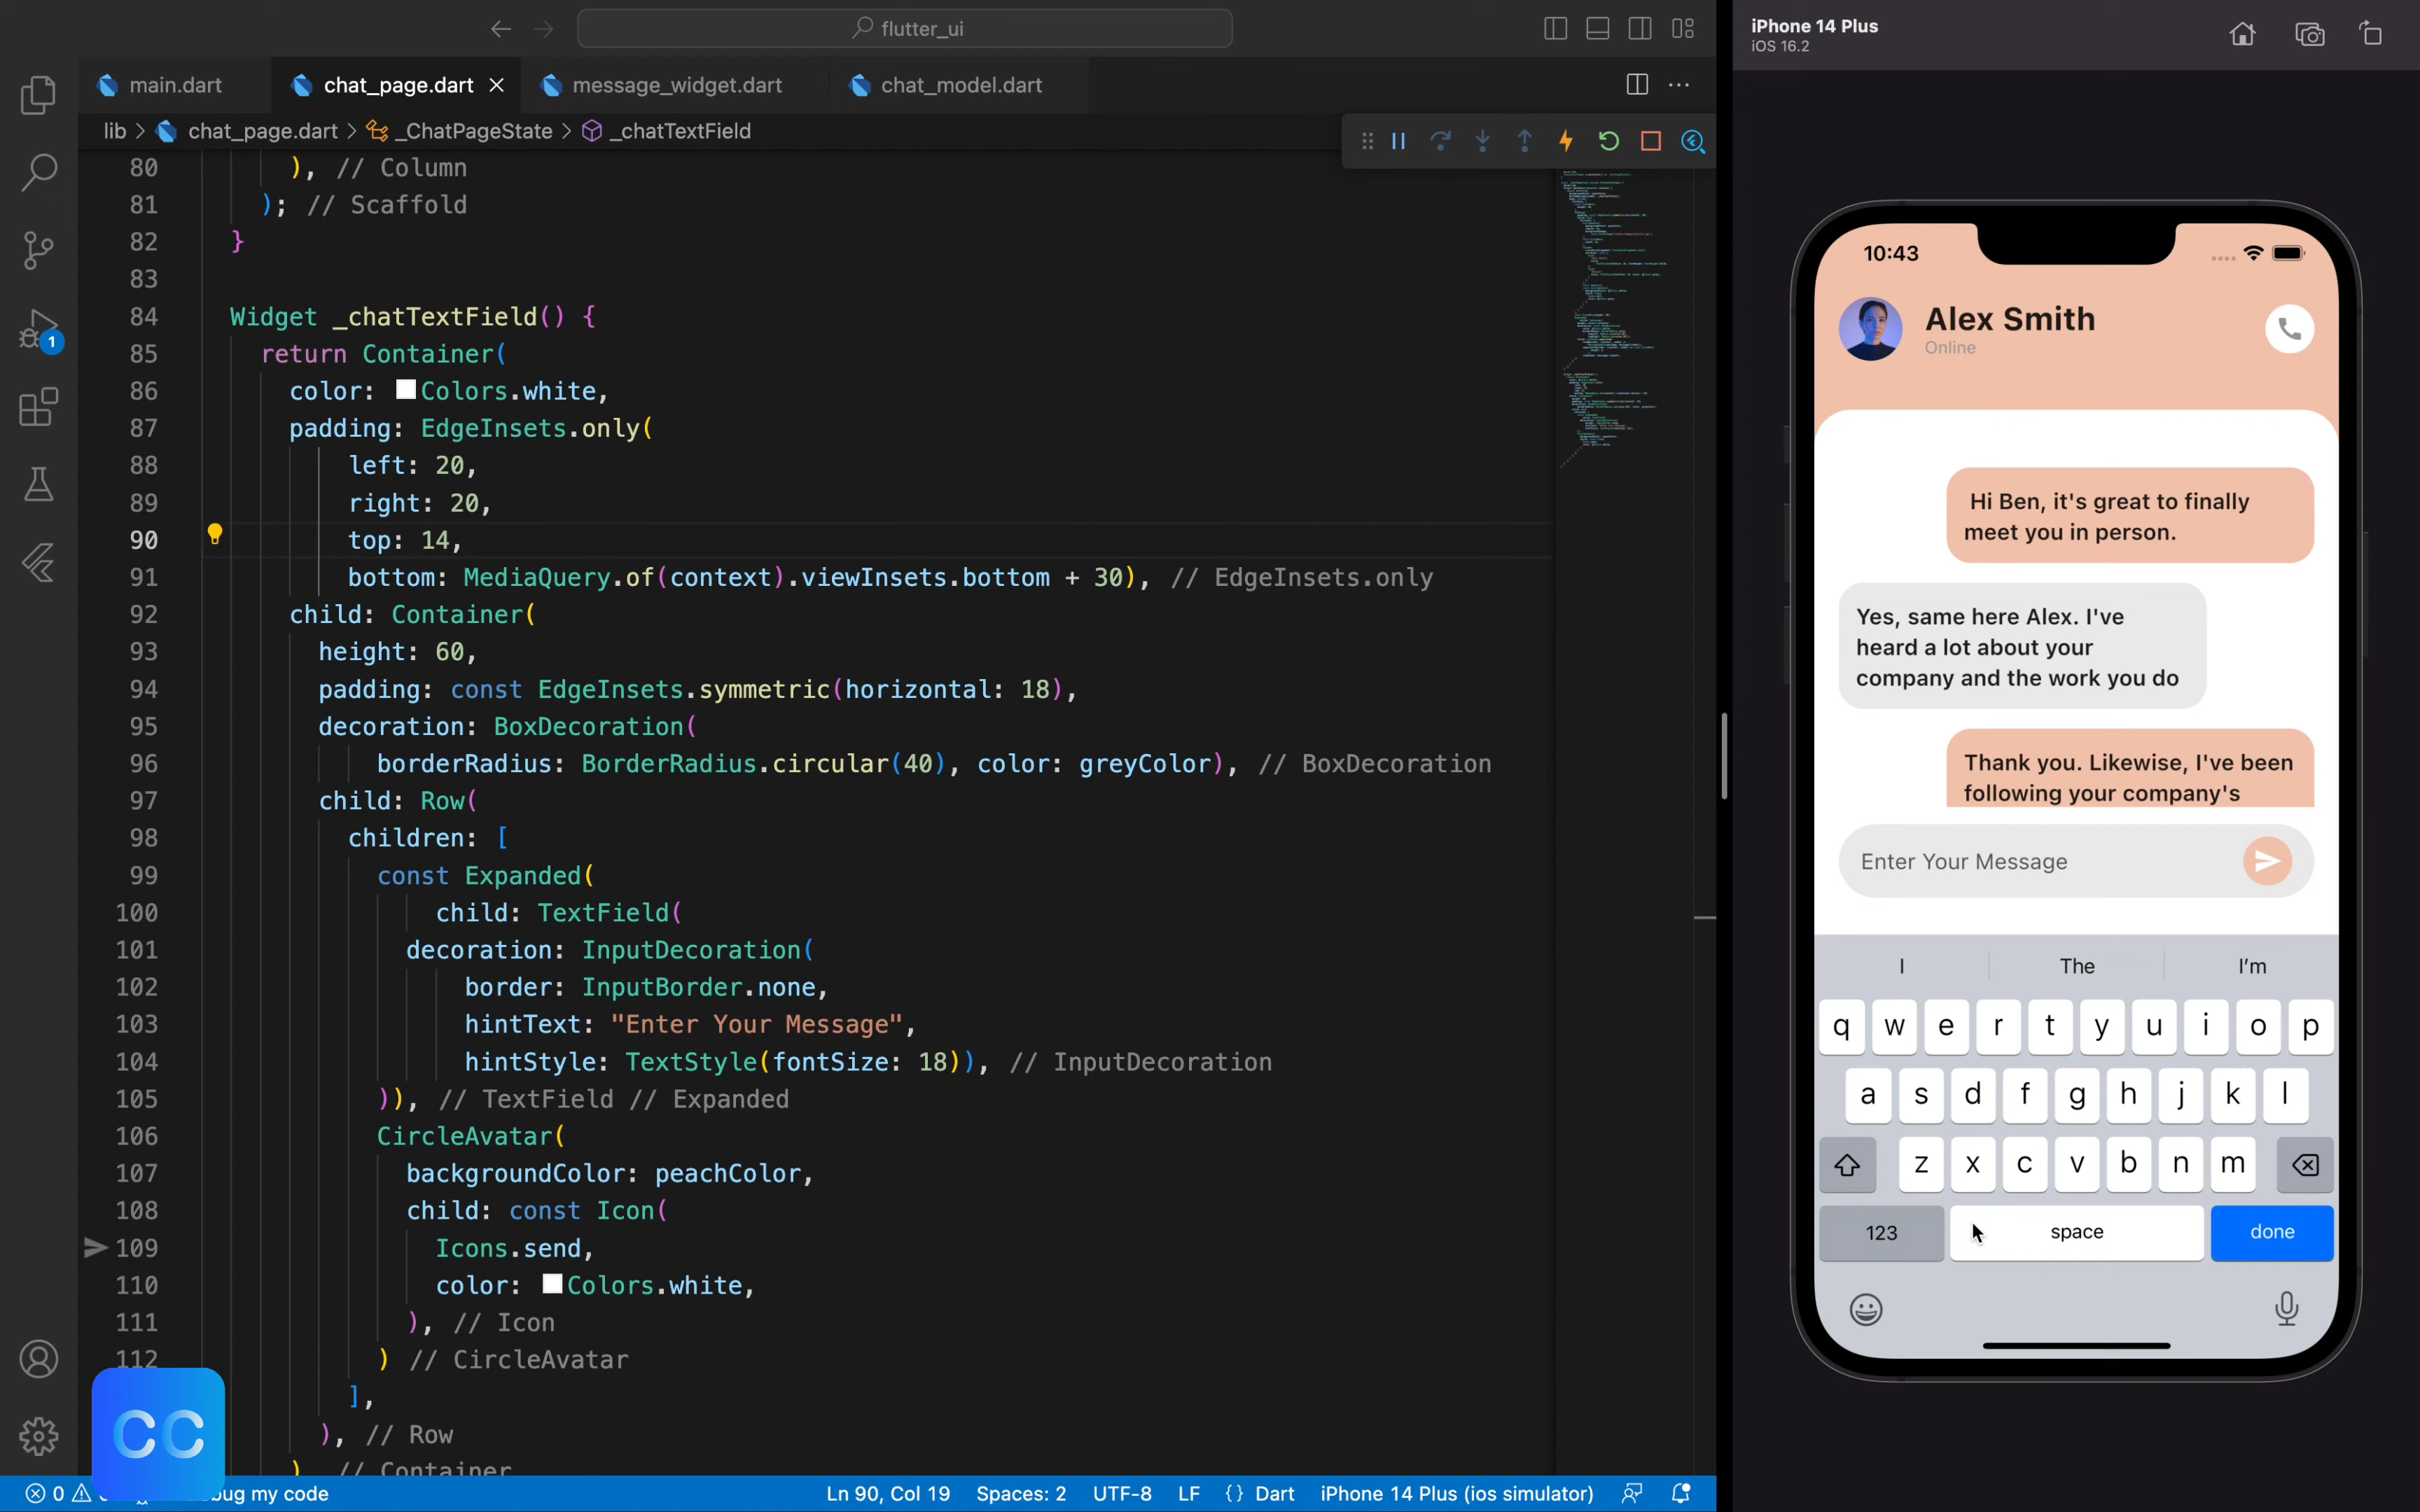 flutter_ui
main.dart
chat_page.dart
message_widget.dart
chat_model.dart
lib > chat_page.dart > _ChatPageState > _chatTextField
80 ), // Column
81 ); // Scaffold
82 }
83
84 Widget _chatTextField() {
85 return Container(
86 color: Colors.white,
87 padding: EdgeInsets.only(
88 left: 20,
89 right: 20,
90 top: 14,
91 bottom: MediaQuery.of(context).viewInsets.bottom + 30), // EdgeInsets.only
92 child: Container(
93 height: 60,
94 padding: const EdgeInsets.symmetric(horizontal: 18),
95 decoration: BoxDecoration(
96 borderRadius: BorderRadius.circular(40), color: greyColor), // BoxDecoration
97 child: Row(
98 children: [
99 const Expanded(
100 child: TextField(
101 decoration: InputDecoration(
102 border: InputBorder.none,
103 hintText: "Enter Your Message",
104 hintStyle: TextStyle(fontSize: 18)), // InputDecoration
105 )), // TextField // Expanded
106 CircleAvatar(
107 backgroundColor: peachColor,
108 child: const Icon(
109 Icons.send,
110 color: Colors.white,
111 ), // Icon
112 ) // CircleAvatar
],
), // Row
) // Container
1
CC
0
bug my code
Ln 90, Col 19
Spaces: 2
UTF-8
LF
{} Dart
iPhone 14 Plus (ios simulator)
iPhone 14 Plus
iOS 16.2
10:43
Alex Smith
Online
Hi Ben, it's great to finally
meet you in person.
Yes, same here Alex. I've
heard a lot about your
company and the work you do
Thank you. Likewise, I've been
following your company's
Enter Your Message
I
The
I'm
q w e r t y u i o p
a s d f g h j k l
z x c v b n m
123
space
done